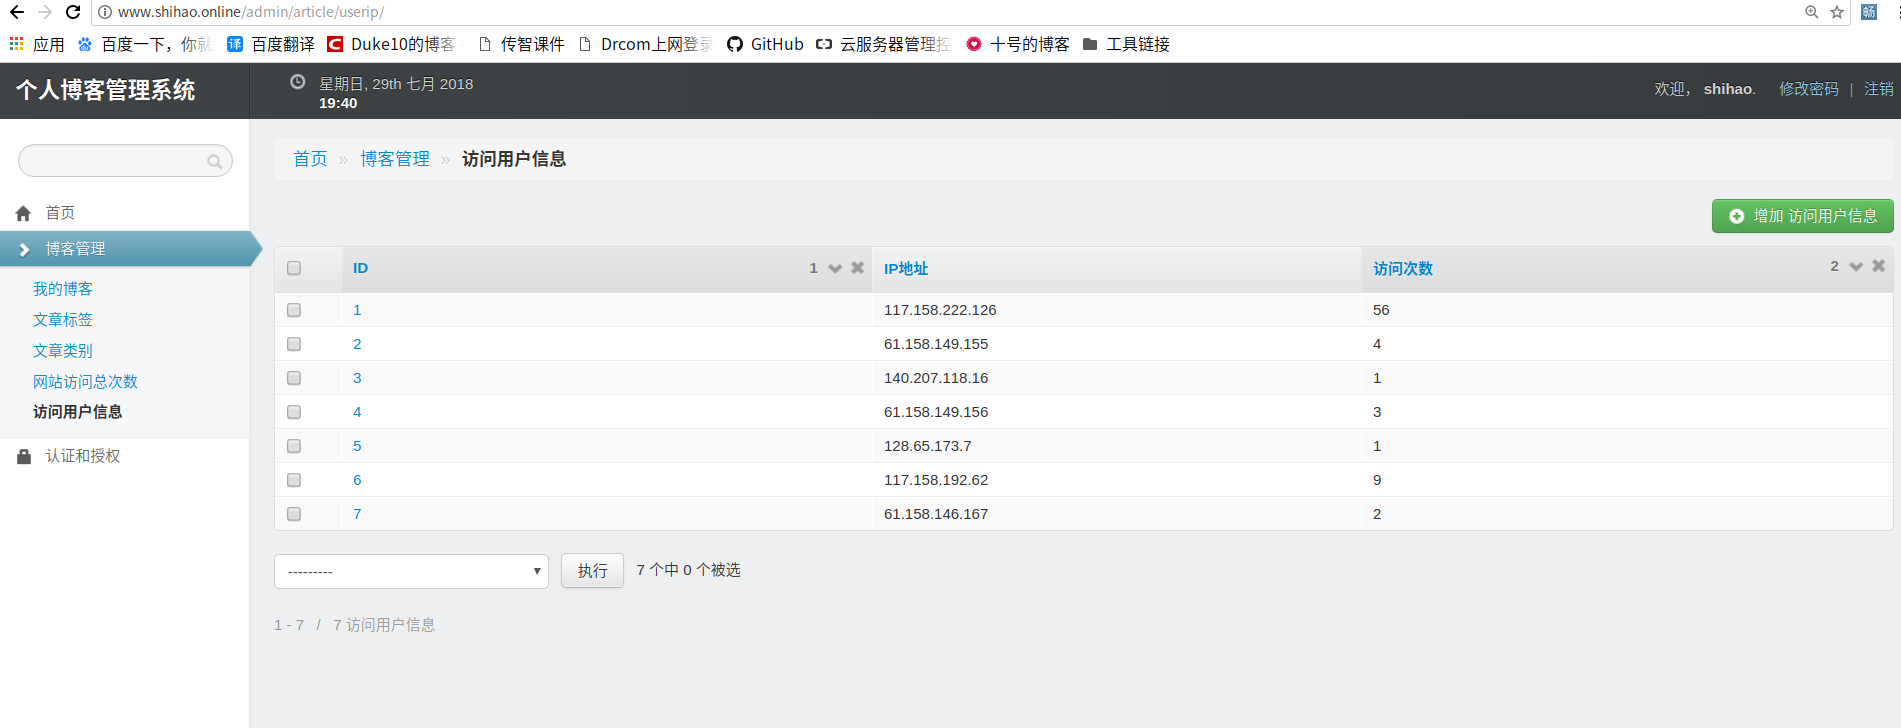 www.shihao.online/admin/article/userip/
应用 百度一下，你就 百度翻译 Duke10的博客 传智课件 Drcom上网登录 GitHub 云服务器管理控 十号的博客 工具链接
个人博客管理系统
星期日, 29th 七月 2018
19:40
欢迎， shihao. 修改密码 | 注销
首页 » 博客管理 » 访问用户信息
首页
博客管理
我的博客
文章标签
文章类别
网站访问总次数
访问用户信息
认证和授权
增加 访问用户信息
ID 1 IP地址 访问次数 2
1 117.158.222.126 56
2 61.158.149.155 4
3 140.207.118.16 1
4 61.158.149.156 3
5 128.65.173.7 1
6 117.158.192.62 9
7 61.158.146.167 2
--------- 执行 7 个中 0 个被选
1 - 7 / 7 访问用户信息